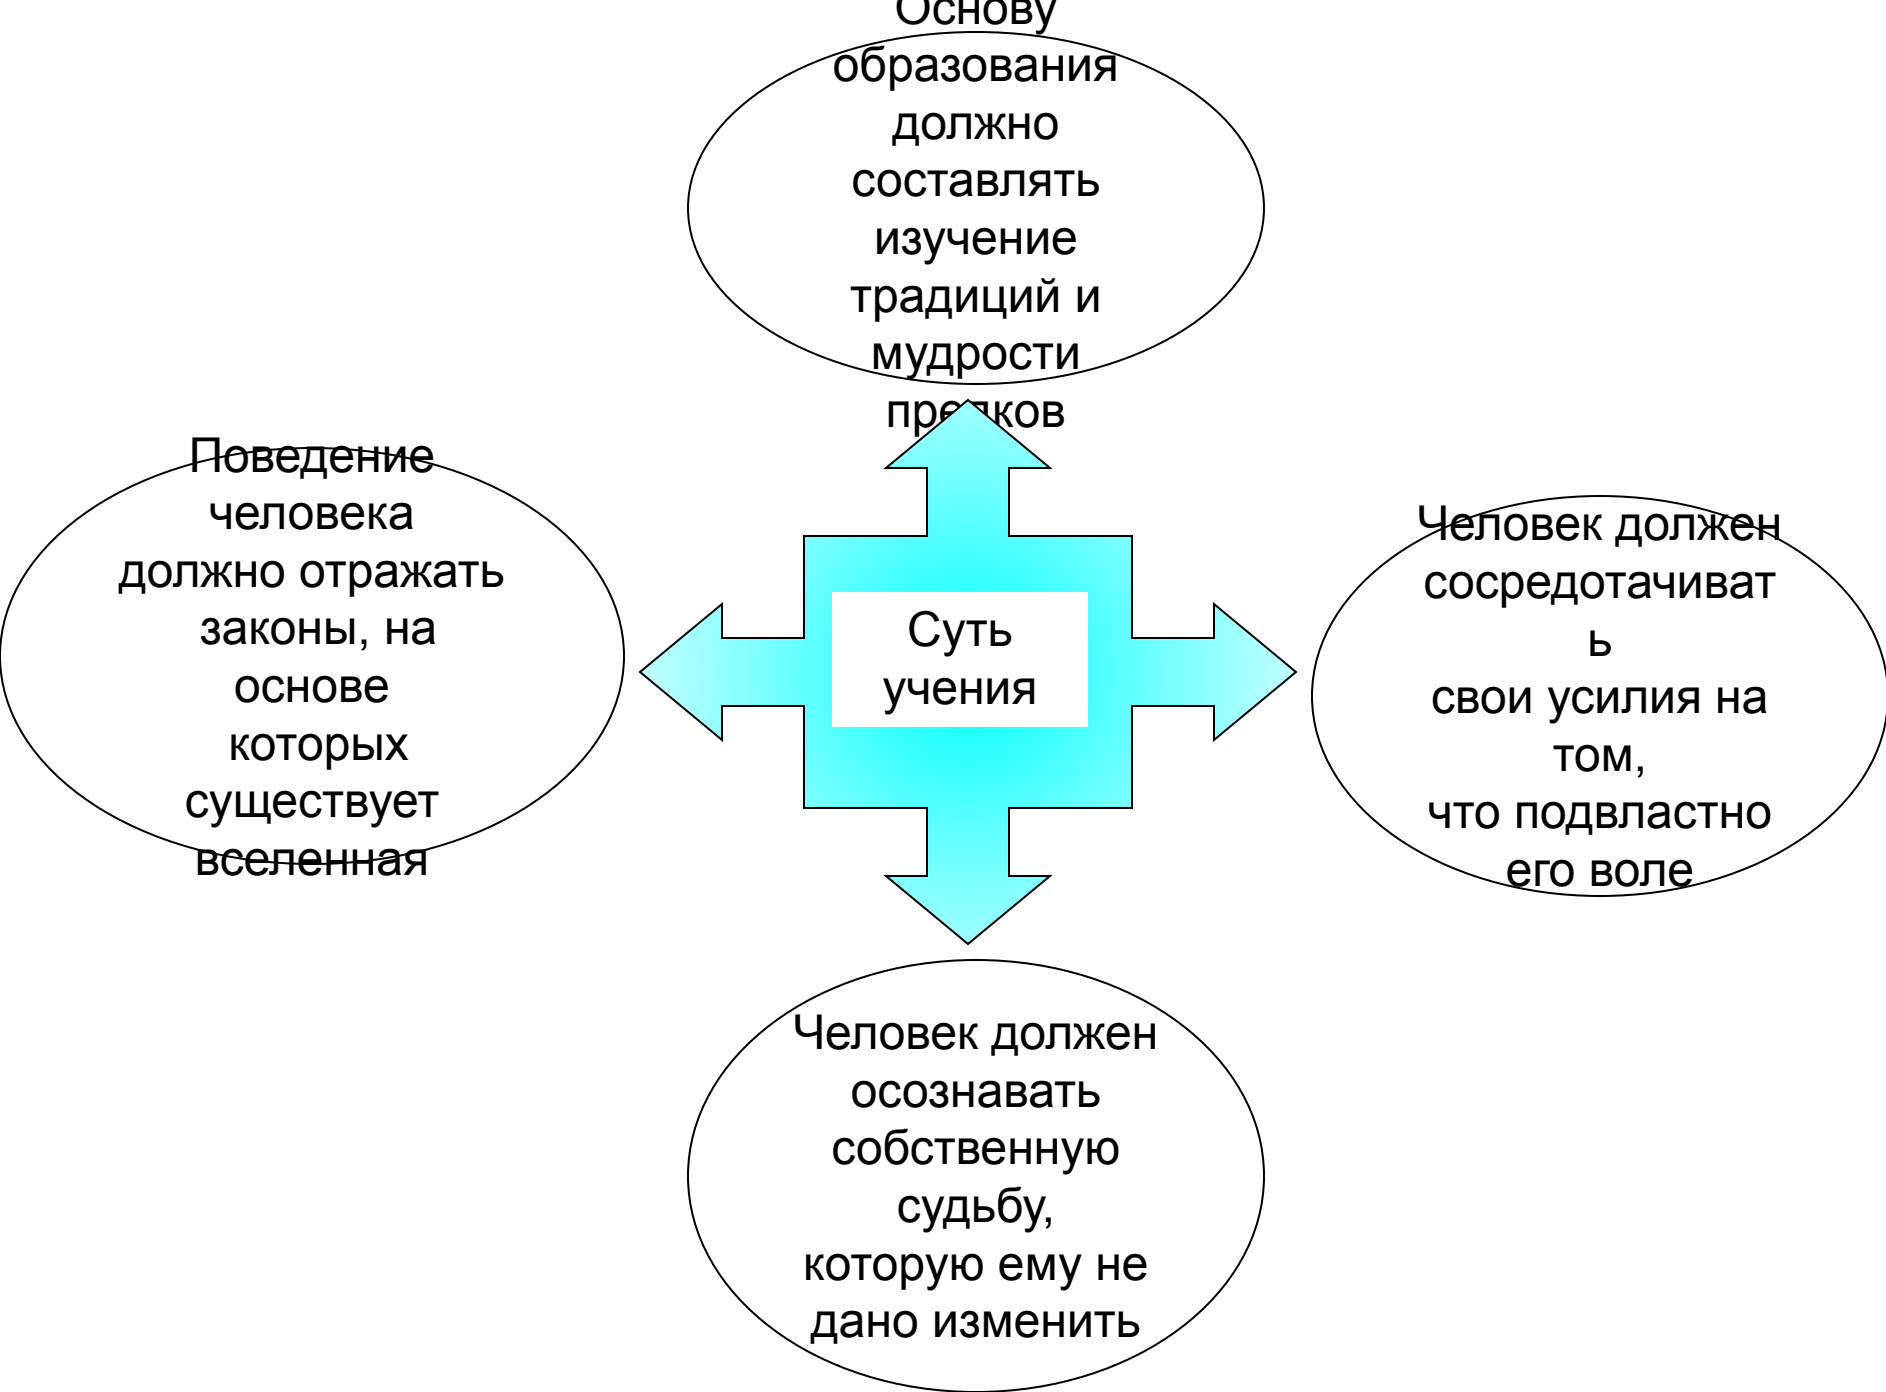 Основу
образования
должно
составлять
изучение
традиций и
мудрости
предков
Поведение
человека
должно отражать
законы, на
основе
которых
существует
вселенная
Суть
учения
Человек должен
сосредотачиват
ь
свои усилия на
том,
что подвластно
его воле
Человек должен
осознавать
собственную
судьбу,
которую ему не
дано изменить